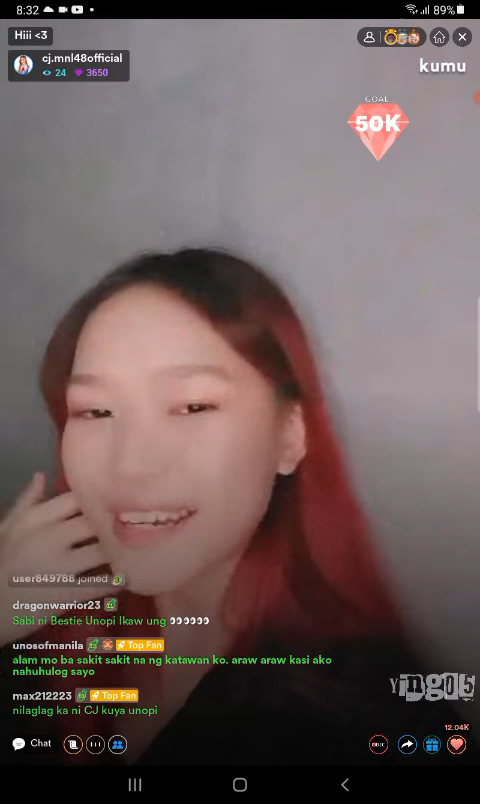 8:32 89%
Hiii <3
cj.mnl48official
24 3650
kumu
GOAL:
50K
user849788 joined
dragonwarrior23
Sabi ni Bestie Unopi Ikaw ung 👀👀👀
unosofmanila Top Fan
alam mo ba sakit sakit na ng katawan ko. araw araw kasi ako
nahuhulog sayo
max212223 Top Fan
nilaglag ka ni CJ kuya unopi
Yingo5
12.04K
Chat